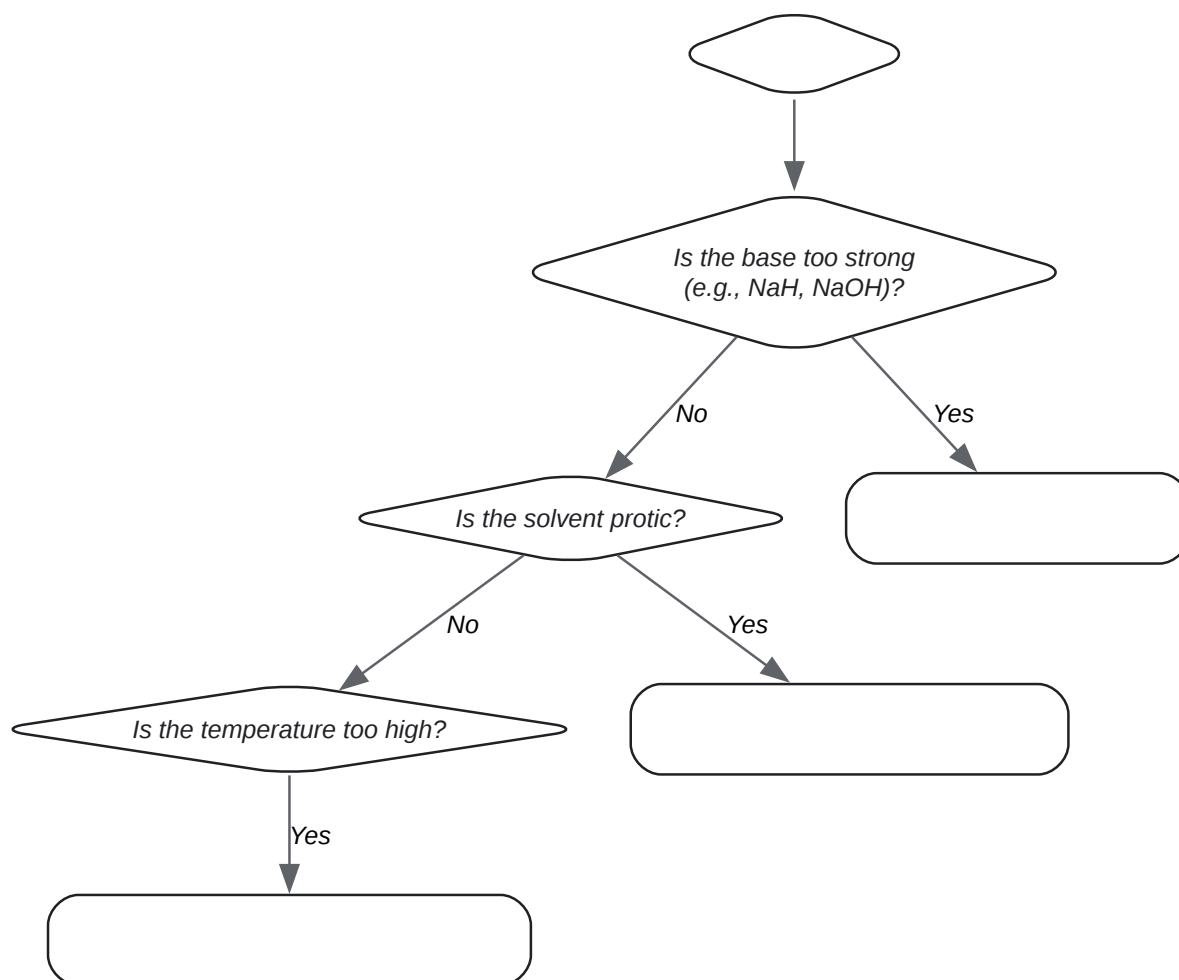 Is the base too strong
(e.g., NaH, NaOH)?
No
Yes
Is the solvent protic?
No
Yes
Is the temperature too high?
Yes